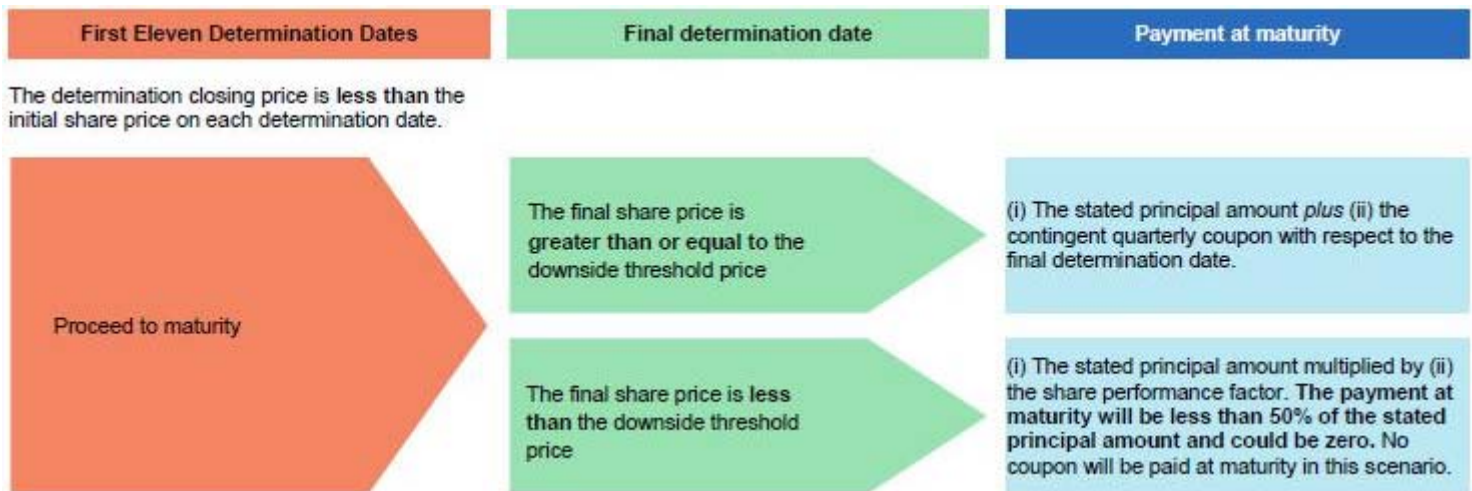 First Eleven Determination Dates
Final determination date
Payment at maturity
The determination closing price is less than the
initial share price on each determination date.
Proceed to maturity
The final share price is
greater than or equal to the
downside threshold price
(i) The stated principal amount plus (ii) the
contingent quarterly coupon with respect to the
final determination date.
The final share price is less
than the downside threshold
price
(i) The stated principal amount multiplied by (ii)
the share performance factor. The payment at
maturity will be less than 50% of the stated
principal amount and could be zero. No
coupon will be paid at maturity in this scenario.